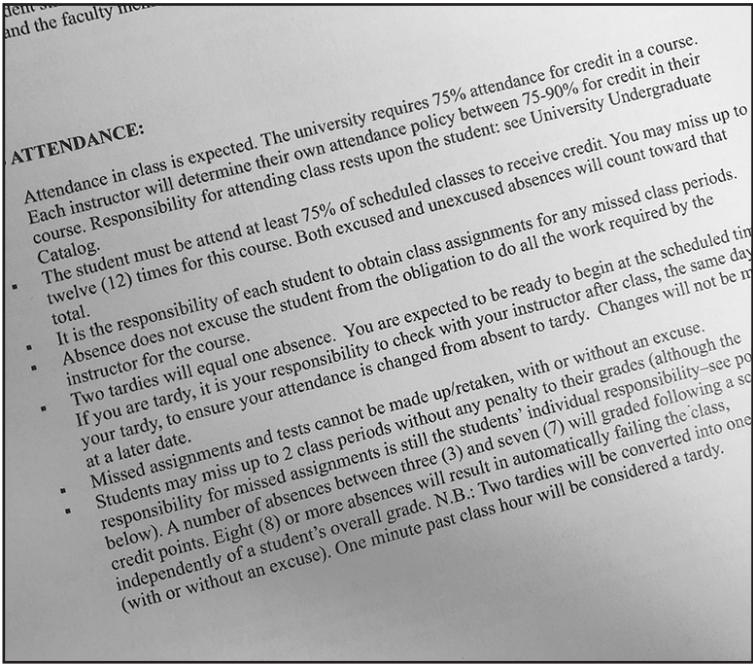 and the faculty
ATTENDANCE:
Attendance in class is expected. The university requires 75% attendance for credit in a course.
Each instructor will determine their own attendance policy between 75-90% for credit in their
course. Responsibility for attending class rests upon the student: see University Undergraduate
Catalog.
▪ The student must be attend at least 75% of scheduled classes to receive credit. You may miss up to
twelve (12) times for this course. Both excused and unexcused absences will count toward that
total.
▪ It is the responsibility of each student to obtain class assignments for any missed class periods.
▪ Absence does not excuse the student from the obligation to do all the work required by the
instructor for the course.
▪ Two tardies will equal one absence. You are expected to be ready to begin at the scheduled
If you are tardy, it is your responsibility to check with your instructor after class, the same day
your tardy, to ensure your attendance is changed from absent to tardy. Changes will not be
at a later date.
▪ Missed assignments and tests cannot be made up/retaken, with or without an excuse.
▪ Students may miss up to 2 class periods without any penalty to their grades (although the
responsibility for missed assignments is still the students' individual responsibility–see
below). A number of absences between three (3) and seven (7) will graded following a
credit points. Eight (8) or more absences will result in automatically failing the class,
independently of a student's overall grade. N.B.: Two tardies will be converted into one
(with or without an excuse). One minute past class hour will be considered a tardy.